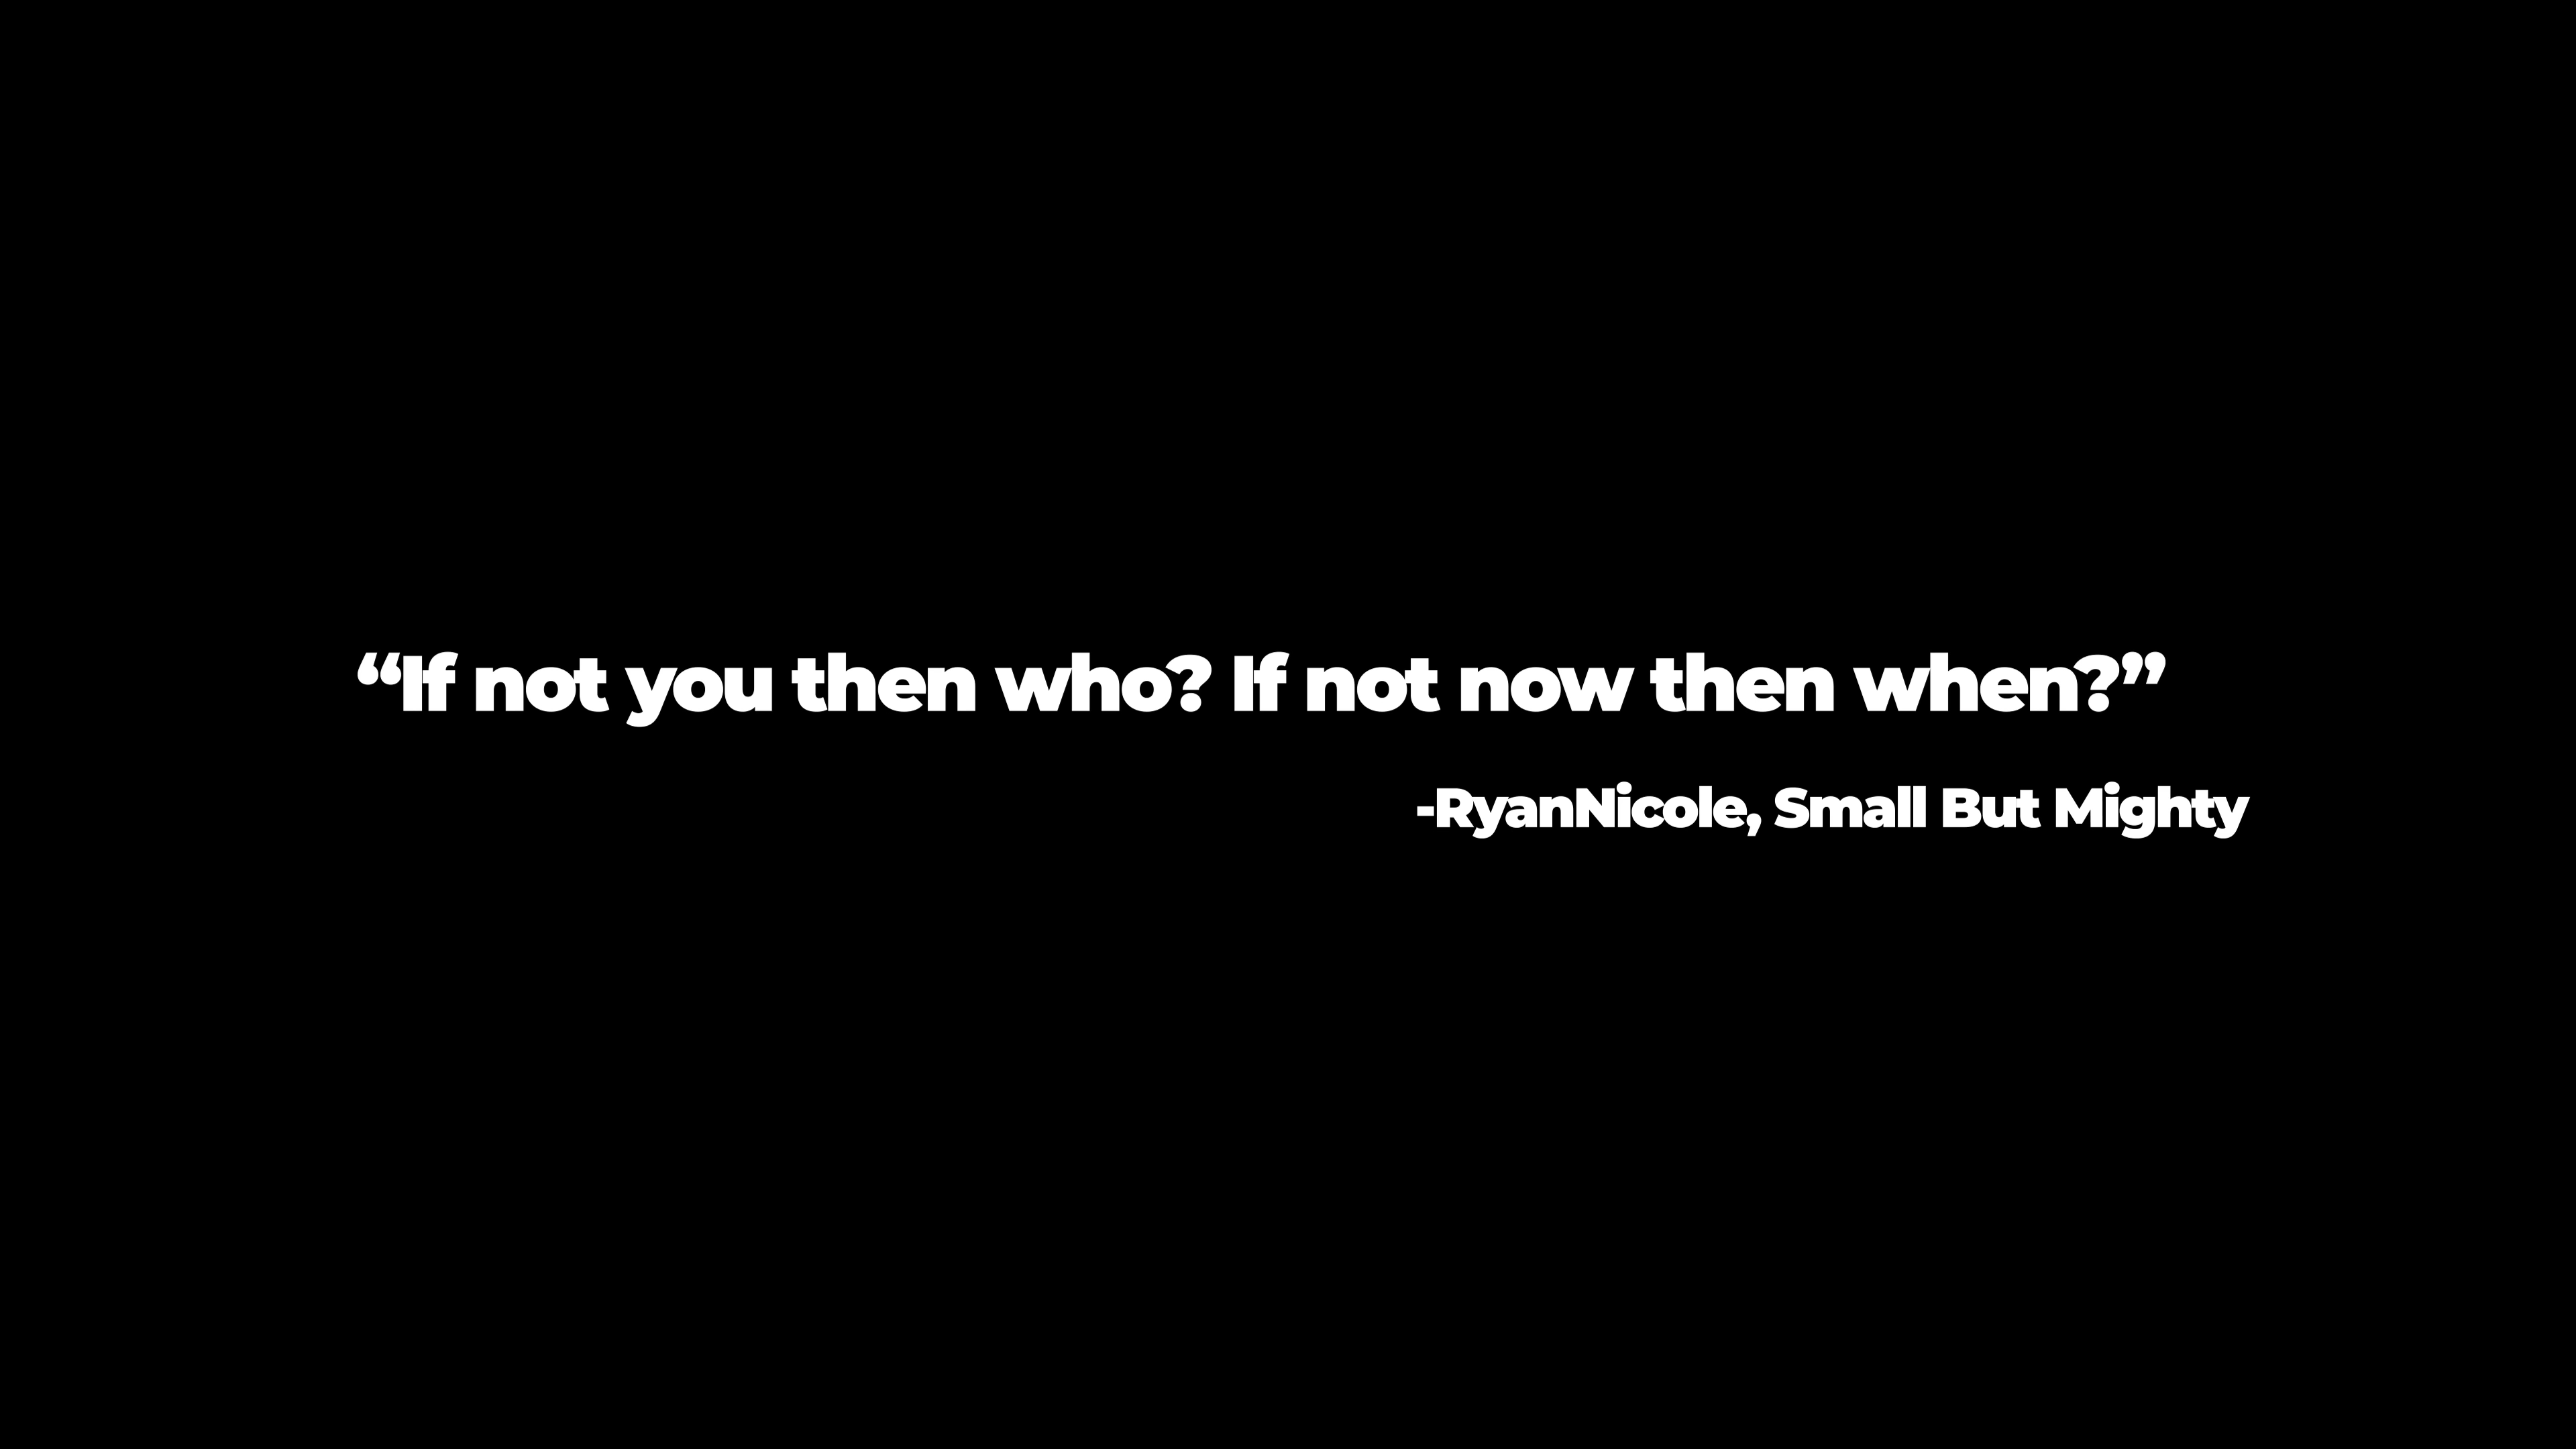 “If not you then who? If not now then when?”
-RyanNicole, Small But Mighty